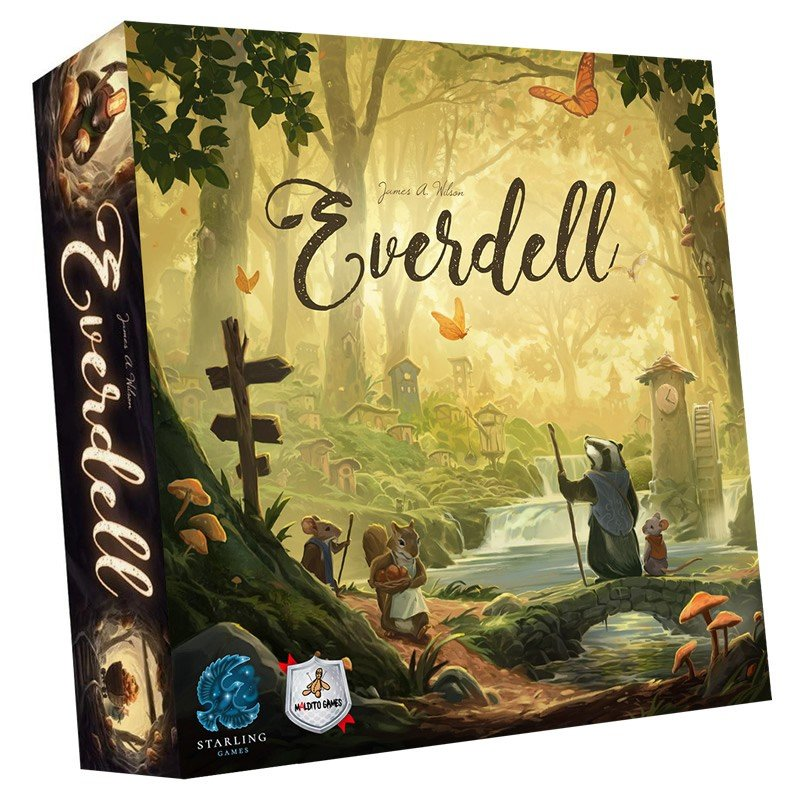 James A. Wilson
Everdell
James A. Wilson
Everdell
STARLING
GAMES
MALDITO GAMES